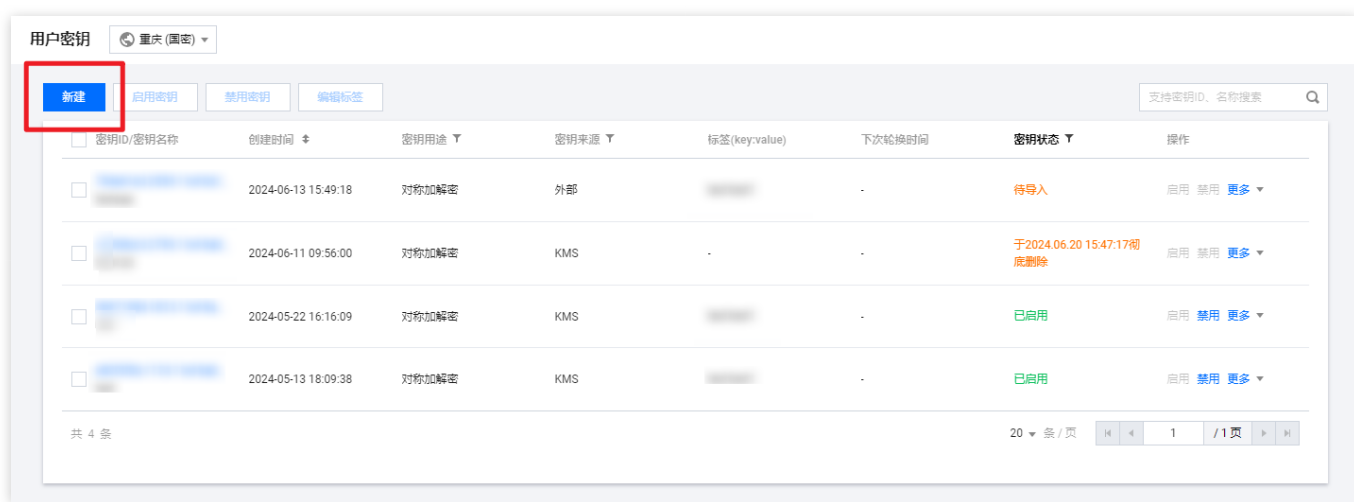 用户密钥 重庆 (国密)
新建 启用密钥 禁用密钥 编辑标签 支持密钥ID、名称搜索
密钥ID/密钥名称 创建时间 密钥用途 密钥来源 标签(key:value) 下次轮换时间 密钥状态 操作
2024-06-13 15:49:18 对称加解密 外部 - 待导入 启用 禁用 更多
2024-06-11 09:56:00 对称加解密 KMS - - 于2024.06.20 15:47:17彻 启用 禁用 更多
底删除
2024-05-22 16:16:09 对称加解密 KMS - 已启用 启用 禁用 更多
2024-05-13 18:09:38 对称加解密 KMS - 已启用 启用 禁用 更多
共 4 条 20 条 / 页 1 / 1 页